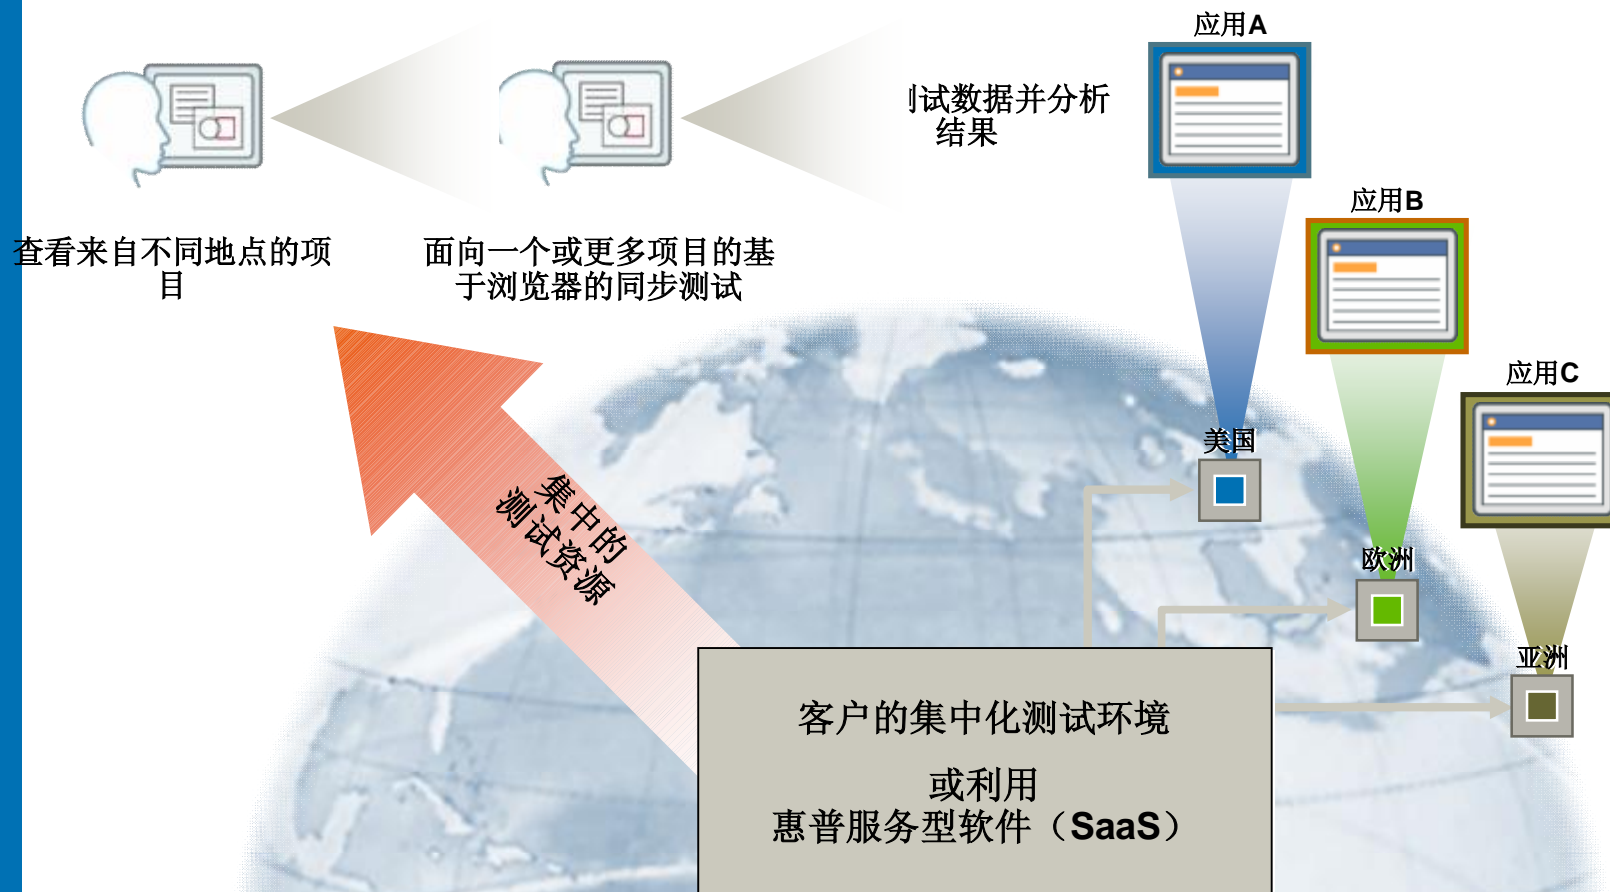 应用A
试数据并分析
结果
应用B
查看来自不同地点的项
目
面向一个或更多项目的基
于浏览器的同步测试
应用C
美国
集中的
测试资源
欧洲
亚洲
客户的集中化测试环境
或利用
惠普服务型软件（SaaS）